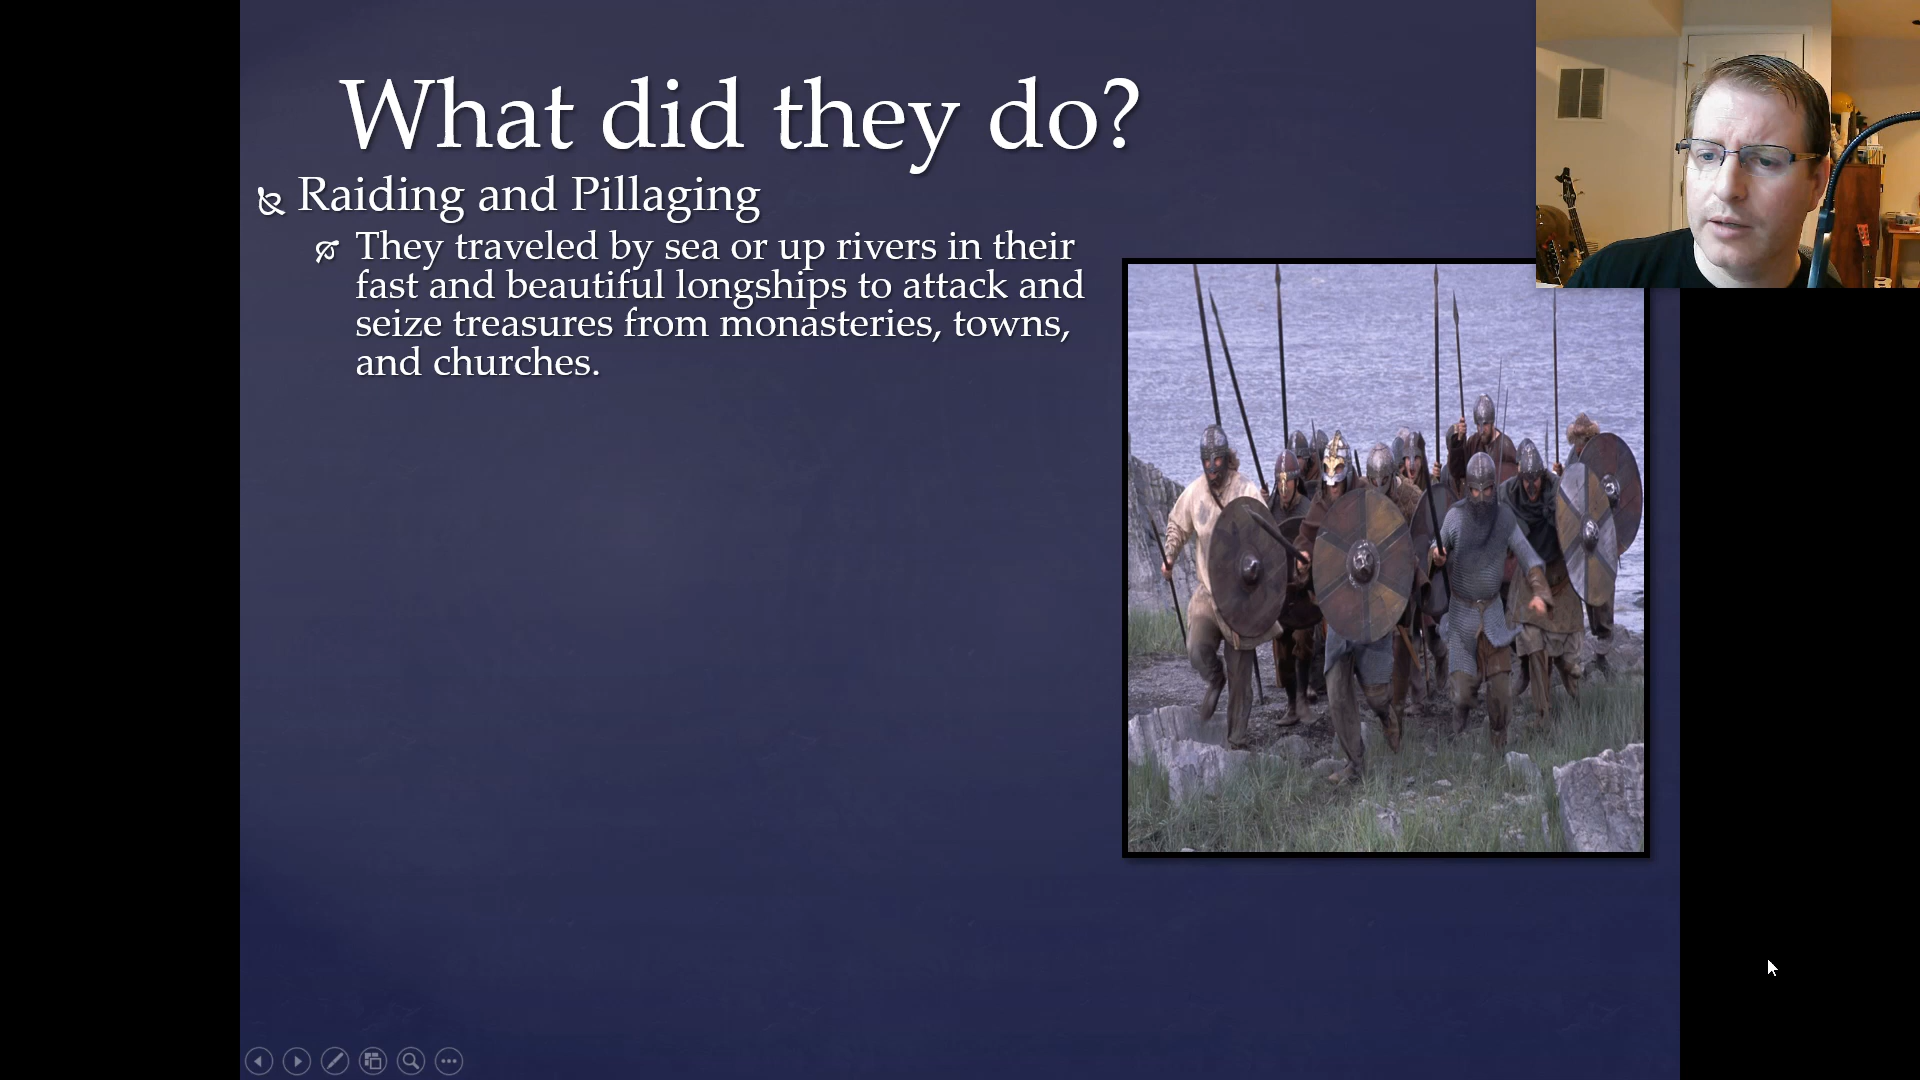 What did they do?
Raiding and Pillaging
They traveled by sea or up rivers in their
fast and beautiful longships to attack and
seize treasures from monasteries, towns,
and churches.